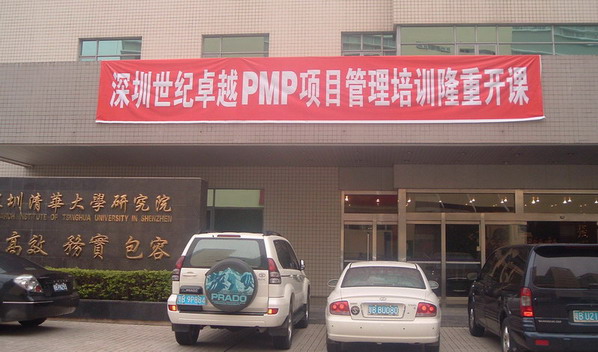 深圳世纪卓越PMP项目管理培训隆重开课
圳清華大學研究院
INSTITUTE OF TSINGHUA UNIVERSITY IN SHENZHEN
高效 務實 包容
PRADO
B·BU080